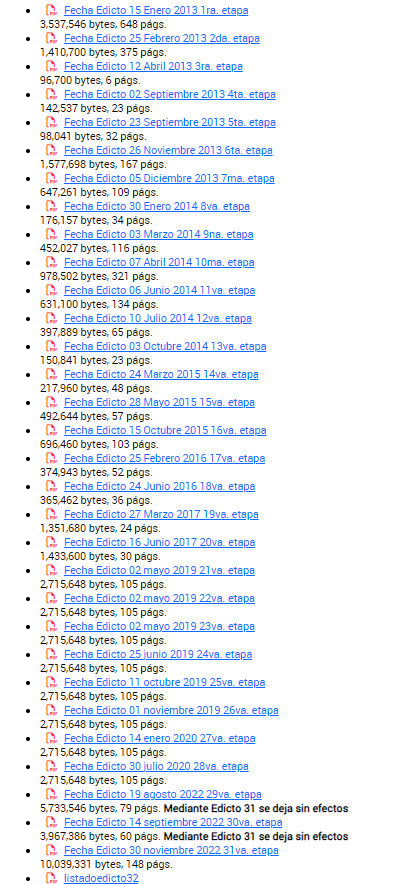 Fecha Edicto 15 Enero 2013 1ra. etapa
3,537,546 bytes, 648 págs.
Fecha Edicto 25 Febrero 2013 2da. etapa
1,410,700 bytes, 375 págs.
Fecha Edicto 12 Abril 2013 3ra. etapa
96,700 bytes, 6 págs.
Fecha Edicto 02 Septiembre 2013 4ta. etapa
142,537 bytes, 23 págs.
Fecha Edicto 23 Septiembre 2013 5ta. etapa
98,041 bytes, 32 págs.
Fecha Edicto 26 Noviembre 2013 6ta. etapa
1,577,698 bytes, 167 págs.
Fecha Edicto 05 Diciembre 2013 7ma. etapa
647,261 bytes, 109 págs.
Fecha Edicto 30 Enero 2014 8va. etapa
176,157 bytes, 34 págs.
Fecha Edicto 03 Marzo 2014 9na. etapa
452,027 bytes, 116 págs.
Fecha Edicto 07 Abril 2014 10ma. etapa
978,502 bytes, 321 págs.
Fecha Edicto 06 Junio 2014 11va. etapa
631,100 bytes, 134 págs.
Fecha Edicto 10 Julio 2014 12va. etapa
397,889 bytes, 65 págs.
Fecha Edicto 03 Octubre 2014 13va. etapa
150,841 bytes, 23 págs.
Fecha Edicto 24 Marzo 2015 14va. etapa
217,960 bytes, 48 págs.
Fecha Edicto 28 Mayo 2015 15va. etapa
492,644 bytes, 57 págs.
Fecha Edicto 15 Octubre 2015 16va. etapa
696,460 bytes, 103 págs.
Fecha Edicto 25 Febrero 2016 17va. etapa
374,943 bytes, 52 págs.
Fecha Edicto 24 Junio 2016 18va. etapa
365,462 bytes, 36 págs.
Fecha Edicto 27 Marzo 2017 19va. etapa
1,351,680 bytes, 24 págs.
Fecha Edicto 16 Junio 2017 20va. etapa
1,433,600 bytes, 30 págs.
Fecha Edicto 02 mayo 2019 21va. etapa
2,715,648 bytes, 105 págs.
Fecha Edicto 02 mayo 2019 22va. etapa
2,715,648 bytes, 105 págs.
Fecha Edicto 02 mayo 2019 23va. etapa
2,715,648 bytes, 105 págs.
Fecha Edicto 25 junio 2019 24va. etapa
2,715,648 bytes, 105 págs.
Fecha Edicto 11 octubre 2019 25va. etapa
2,715,648 bytes, 105 págs.
Fecha Edicto 01 noviembre 2019 26va. etapa
2,715,648 bytes, 105 págs.
Fecha Edicto 14 enero 2020 27va. etapa
2,715,648 bytes, 105 págs.
Fecha Edicto 30 julio 2020 28va. etapa
2,715,648 bytes, 105 págs.
Fecha Edicto 19 agosto 2022 29va. etapa
5,733,546 bytes, 79 págs. Mediante Edicto 31 se deja sin efectos
Fecha Edicto 14 septiembre 2022 30va. etapa
3,967,386 bytes, 60 págs. Mediante Edicto 31 se deja sin efectos
Fecha Edicto 30 noviembre 2022 31va. etapa
10,039,331 bytes, 148 págs.
listadoedicto32